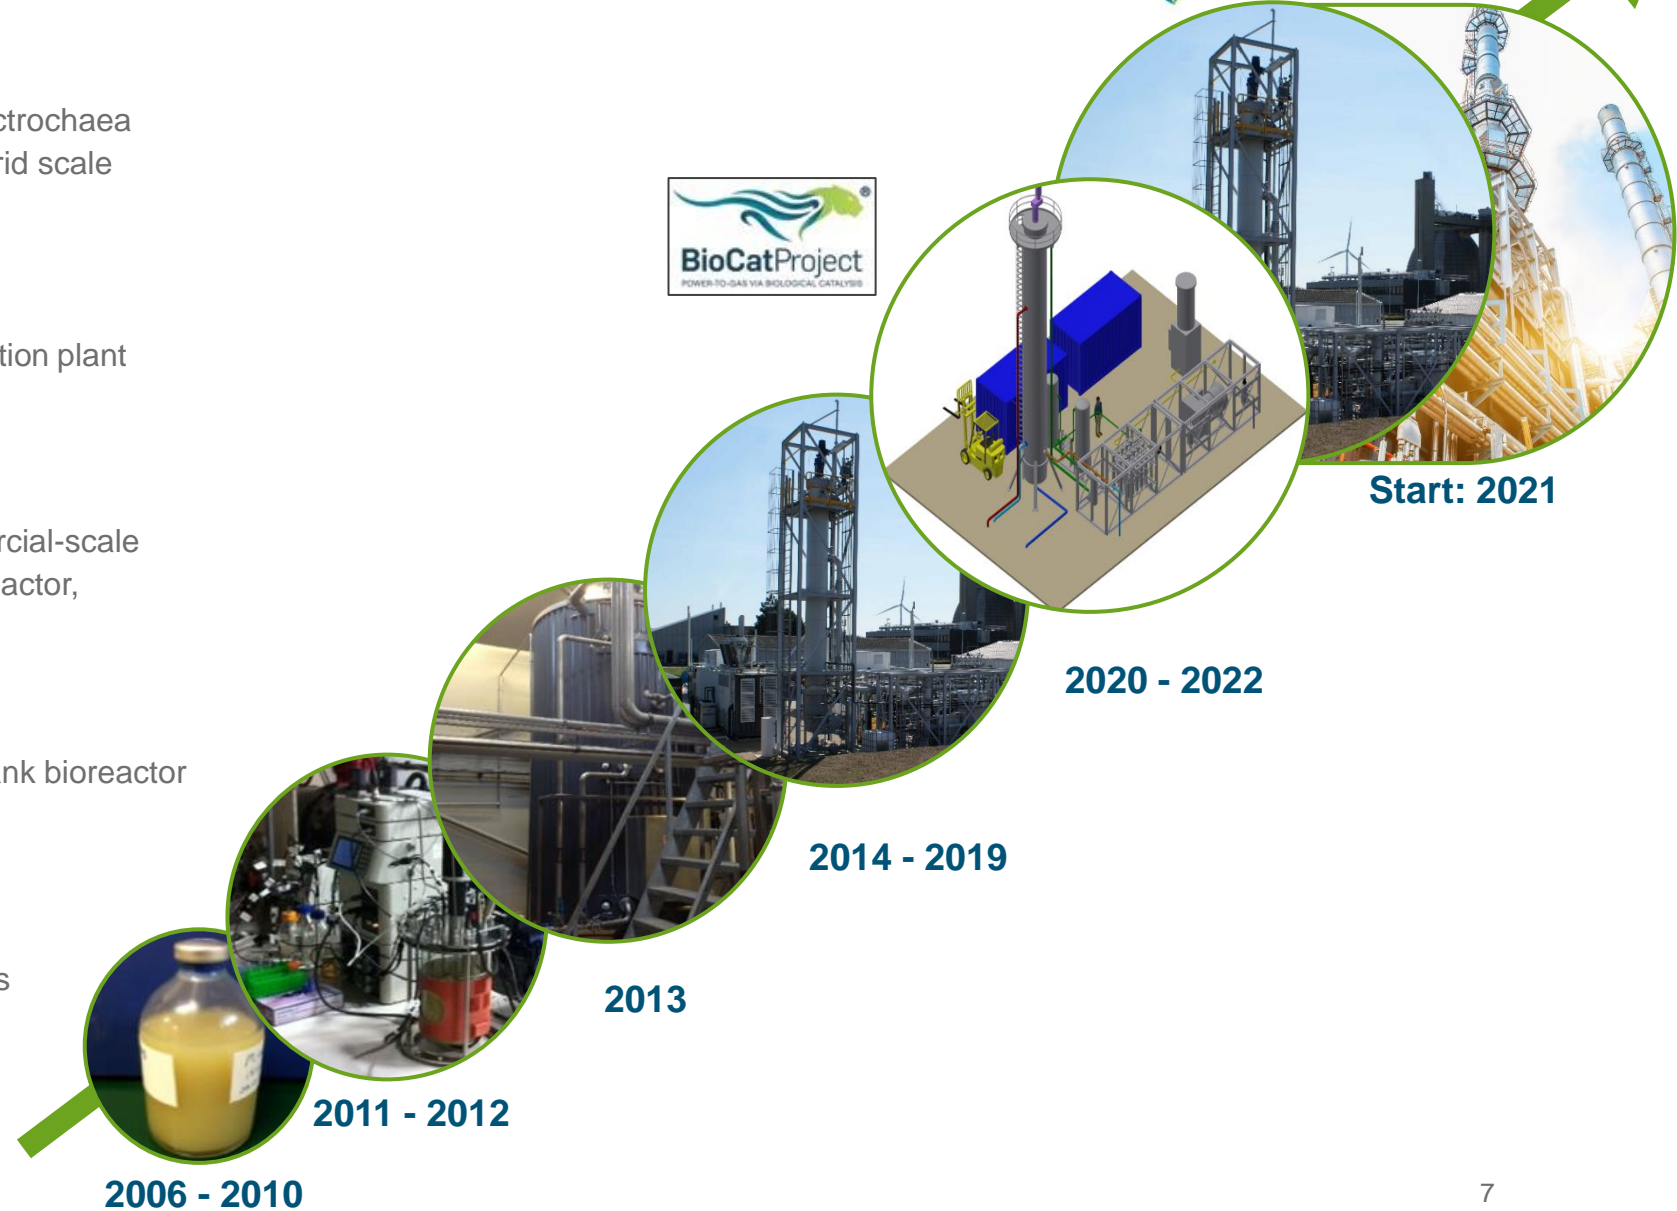 ctrochaea
rid scale
BioCatProject
POWER-TO-GAS VIA BIOLOGICAL CATALYSIS
tion plant
Start: 2021
rcial-scale
actor,
2020 - 2022
ank bioreactor
2014 - 2019
s
2013
2011 - 2012
2006 - 2010
7